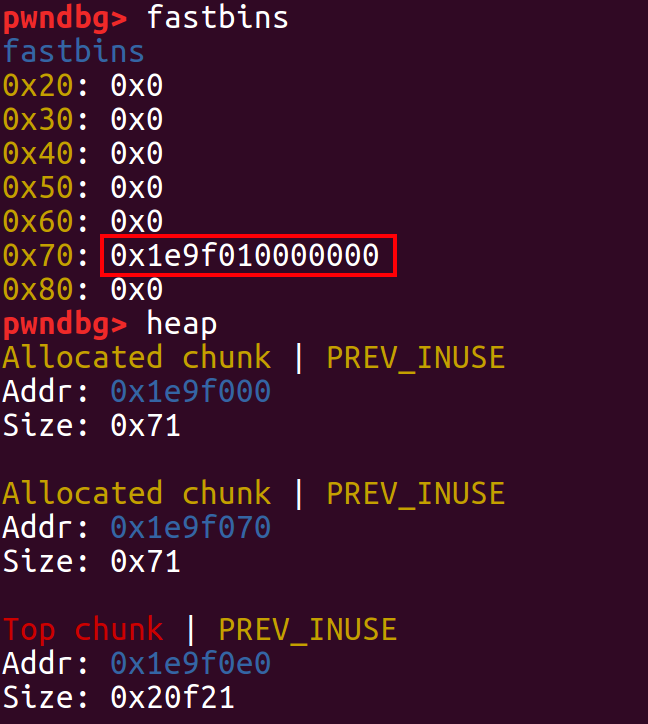 pwndbg> fastbins
fastbins
0x20: 0x0
0x30: 0x0
0x40: 0x0
0x50: 0x0
0x60: 0x0
0x70: 0x1e9f010000000
0x80: 0x0
pwndbg> heap
Allocated chunk | PREV_INUSE
Addr: 0x1e9f000
Size: 0x71
Allocated chunk | PREV_INUSE
Addr: 0x1e9f070
Size: 0x71
Top chunk | PREV_INUSE
Addr: 0x1e9f0e0
Size: 0x20f21